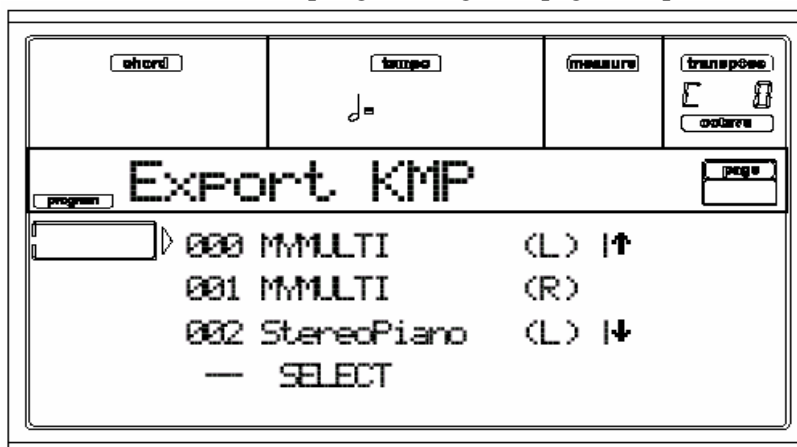 chord
tempo
measure
transpose
C 0
octave
Export KMP
page
program
000 MYMULTI (L)
001 MYMULTI (R)
002 StereoPiano (L)
--- SELECT